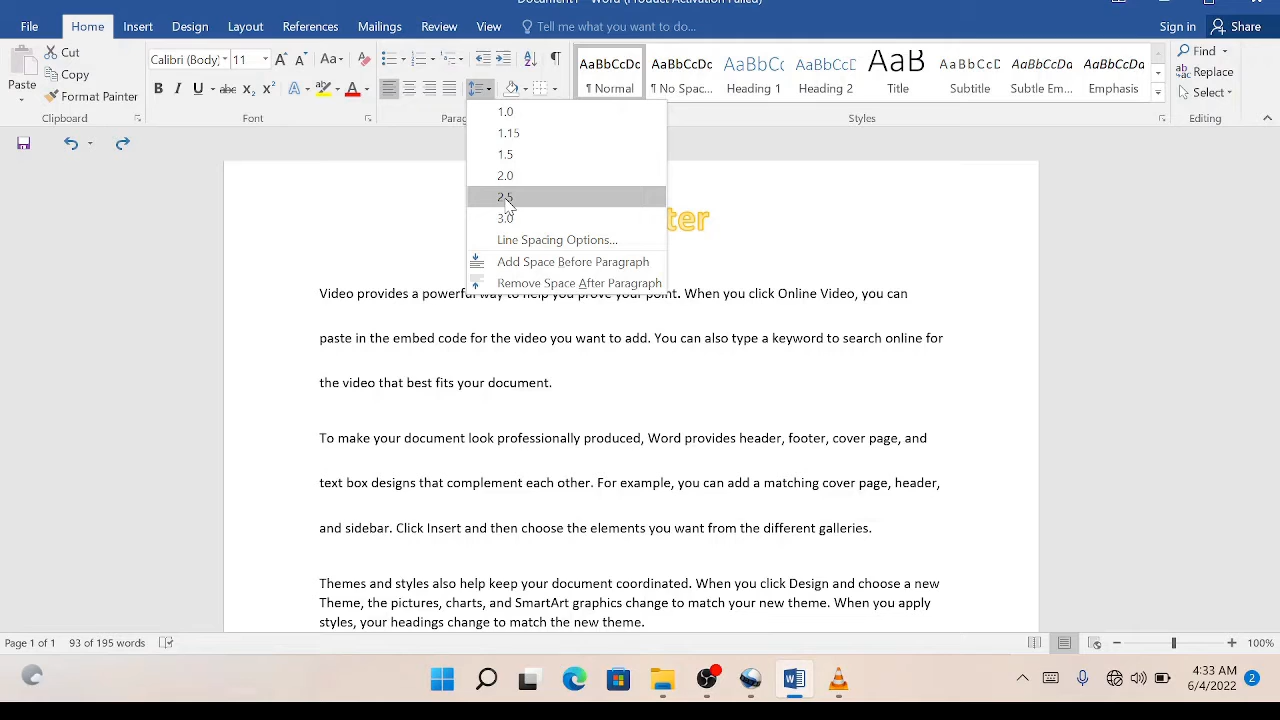 Document1 - Word (Product Activation Failed)
File Home Insert Design Layout References Mailings Review View Tell me what you want to do... Sign in Share
Paste Cut Copy Format Painter
Clipboard
Calibri (Body) 11 Aa
B I U abc X2 X2 A A
Font
AaBbCcDc AaBbCcDc AaBbCc AaBbCcD AaB AaBbCcD AaBbCcDc AaBbCcDc
¶ Normal ¶ No Spac... Heading 1 Heading 2 Title Subtitle Subtle Em... Emphasis
Styles
Find
Replace
Select
Editing
1.0
1.15
1.5
2.0
2.5
3.0
Line Spacing Options...
Add Space Before Paragraph
Remove Space After Paragraph
ter
Video provides a powerful way to help you prove your point. When you click Online Video, you can
paste in the embed code for the video you want to add. You can also type a keyword to search online for
the video that best fits your document.
To make your document look professionally produced, Word provides header, footer, cover page, and
text box designs that complement each other. For example, you can add a matching cover page, header,
and sidebar. Click Insert and then choose the elements you want from the different galleries.
Themes and styles also help keep your document coordinated. When you click Design and choose a new
Theme, the pictures, charts, and SmartArt graphics change to match your new theme. When you apply
styles, your headings change to match the new theme.
Page 1 of 1 93 of 195 words 100%
4:33 AM
6/4/2022 2